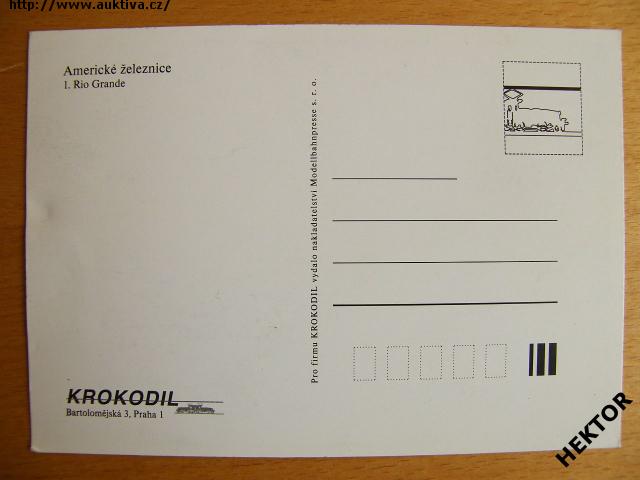 http://www.auktiva.cz/
Americké železnice
1. Rio Grande
Pro firmu KROKODIL vydalo nakladatelství Modellbahnpresse s. r. o.
KROKODIL
Bartolomějská 3, Praha 1
HEKTOR